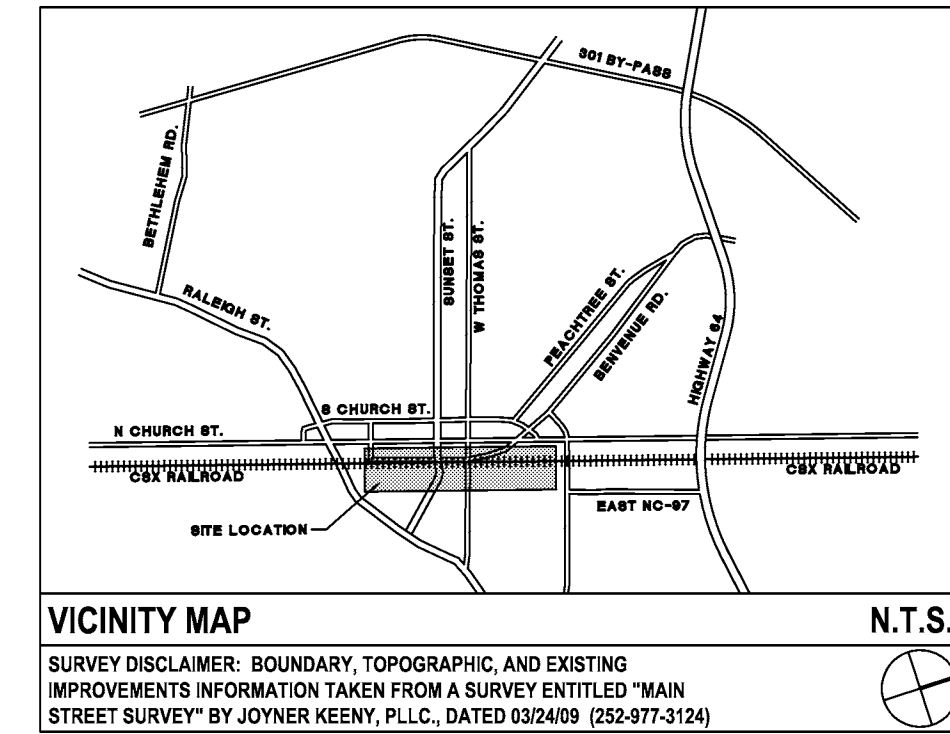 301 BY-PASS
BETHLEHEM RD.
RALEIGH ST.
SUNSET ST.
W THOMAS ST.
PEACHTREE ST.
BENVENUE RD.
HIGHWAY 64
S CHURCH ST.
N CHURCH ST.
CSX RAILROAD
CSX RAILROAD
EAST NC-97
SITE LOCATION
VICINITY MAP
N.T.S.
SURVEY DISCLAIMER: BOUNDARY, TOPOGRAPHIC, AND EXISTING
IMPROVEMENTS INFORMATION TAKEN FROM A SURVEY ENTITLED "MAIN
STREET SURVEY" BY JOYNER KEENY, PLLC., DATED 03/24/09 (252-977-3124)